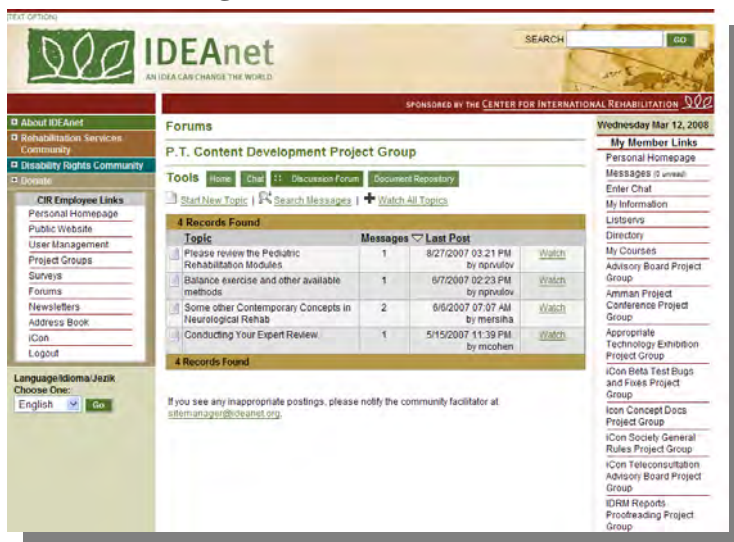 (TEXT OPTION)
IDEAnet
AN IDEA CAN CHANGE THE WORLD
SEARCH
GO
SPONSORED BY THE CENTER FOR INTERNATIONAL REHABILITATION
About IDEAnet
Rehabilitation Services
Community
Disability Rights Community
Donate
CIR Employee Links
Personal Homepage
Public Website
User Management
Project Groups
Surveys
Forums
Newsletters
Address Book
iCon
Logout
Language/Idioma/Jezik
Choose One:
English Go
Forums
P.T. Content Development Project Group
Tools Home Chat Discussion Forum Document Repository
Start New Topic | Search Messages | Watch All Topics
4 Records Found
Topic Messages Last Post
Please review the Pediatric
Rehabilitation Modules
1
8/27/2007 03:21 PM
by nprvulov
Watch
Balance exercise and other available
methods
1
6/7/2007 02:23 PM
by nprvulov
Watch
Some other Contemporary Concepts in
Neurological Rehab
2
6/6/2007 07:07 AM
by mersiha
Watch
Conducting Your Expert Review
1
5/15/2007 11:39 PM
by mcohen
Watch
4 Records Found
If you see any inappropriate postings, please notify the community facilitator at
sitemanager@ideanet.org.
Wednesday Mar 12, 2008
My Member Links
Personal Homepage
Messages (0 unread)
Enter Chat
My Information
Listservs
Directory
My Courses
Advisory Board Project
Group
Amman Project
Conference Project
Group
Appropriate
Technology Exhibition
Project Group
iCon Beta Test Bugs
and Fixes Project
Group
Icon Concept Docs
Project Group
iCon Society General
Rules Project Group
iCon Teleconsultation
Advisory Board Project
Group
IDRM Reports
Proofreading Project
Group